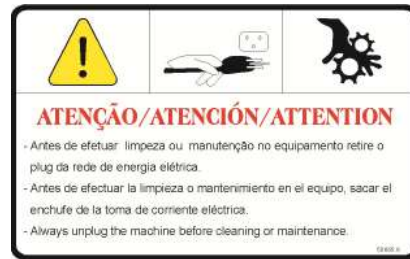 ATENÇÃO/ATENCIÓN/ATTENTION
- Antes de efetuar limpeza ou manutenção no equipamento retire o
plug da rede de energia elétrica.
- Antes de efectuar la limpieza o mantenimiento en el equipo, sacar el
enchufe de la toma de corriente eléctrica.
- Always unplug the machine before cleaning or maintenance.